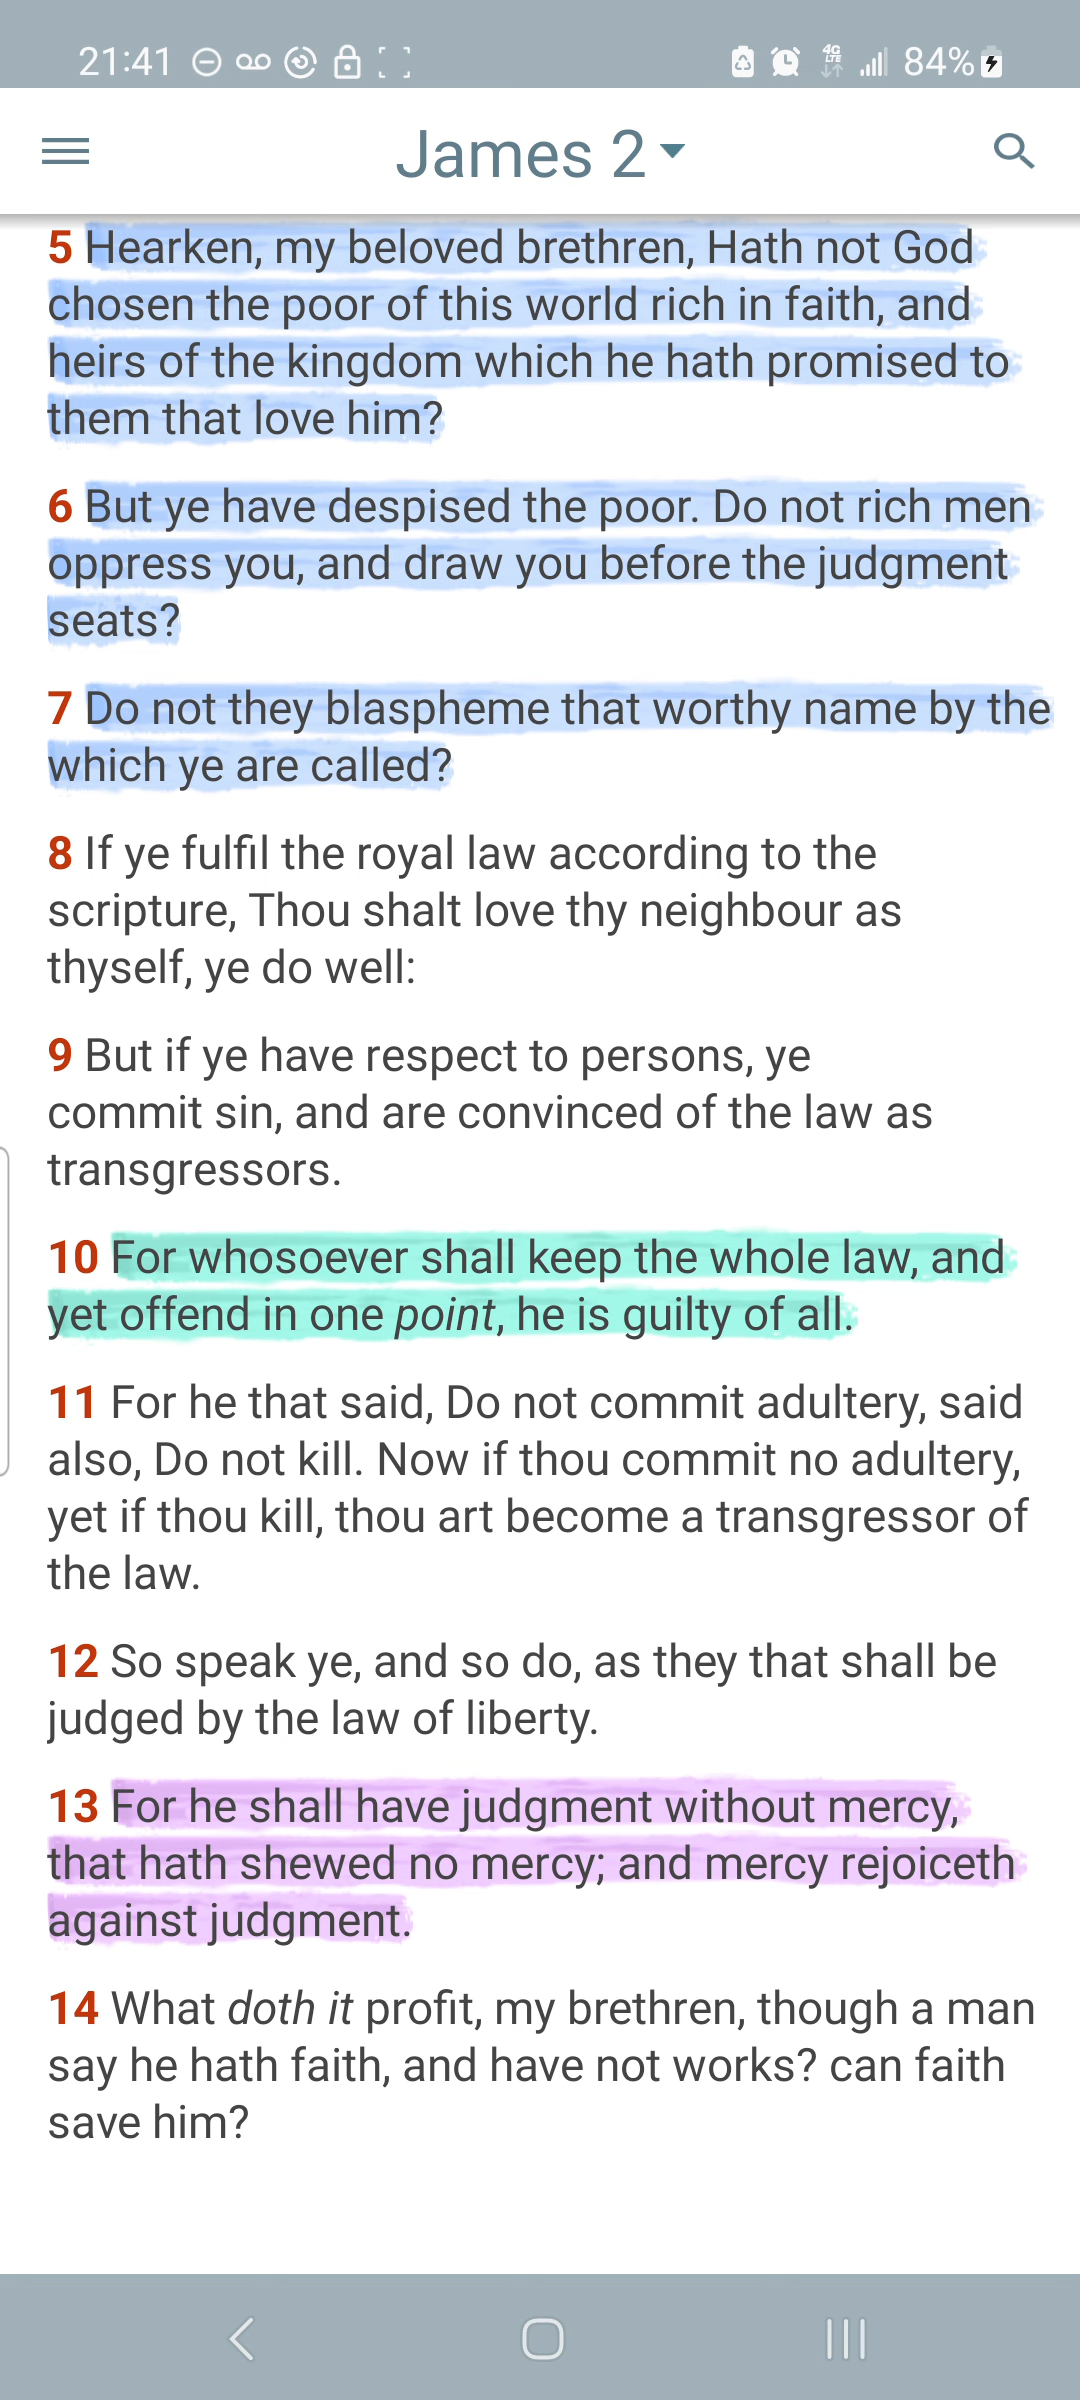 21:41 4G LTE 84%
James 2
5 Hearken, my beloved brethren, Hath not God
chosen the poor of this world rich in faith, and
heirs of the kingdom which he hath promised to
them that love him?
6 But ye have despised the poor. Do not rich men
oppress you, and draw you before the judgment
seats?
7 Do not they blaspheme that worthy name by the
which ye are called?
8 If ye fulfil the royal law according to the
scripture, Thou shalt love thy neighbour as
thyself, ye do well:
9 But if ye have respect to persons, ye
commit sin, and are convinced of the law as
transgressors.
10 For whosoever shall keep the whole law, and
yet offend in one point, he is guilty of all.
11 For he that said, Do not commit adultery, said
also, Do not kill. Now if thou commit no adultery,
yet if thou kill, thou art become a transgressor of
the law.
12 So speak ye, and so do, as they that shall be
judged by the law of liberty.
13 For he shall have judgment without mercy,
that hath shewed no mercy; and mercy rejoiceth
against judgment.
14 What doth it profit, my brethren, though a man
say he hath faith, and have not works? can faith
save him?